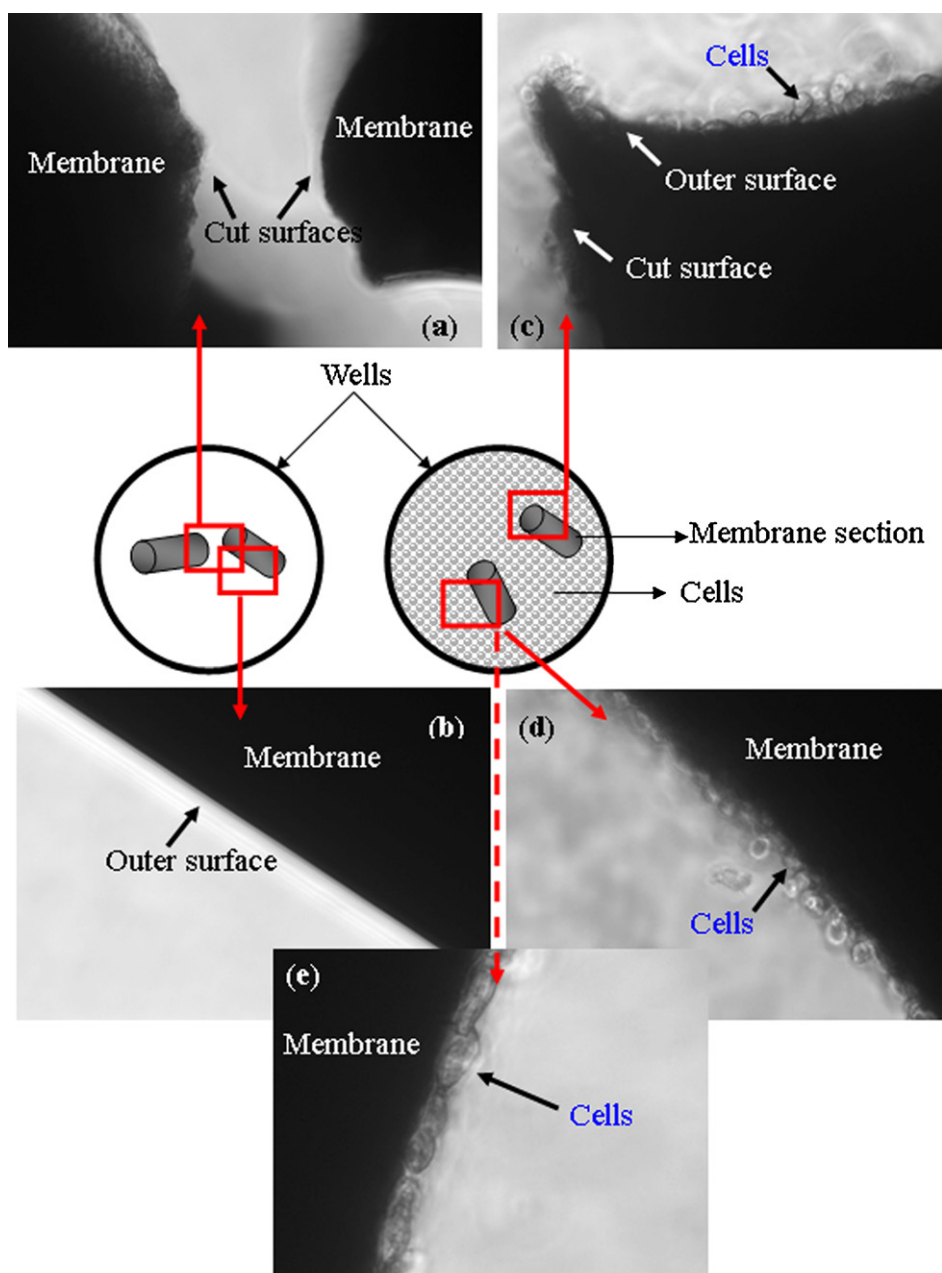 Membrane
Membrane
Cut surfaces
(a)
Cells
Outer surface
Cut surface
(c)
Wells
Membrane section
Cells
(b)
Membrane
Outer surface
(d)
Membrane
Cells
(e)
Membrane
Cells